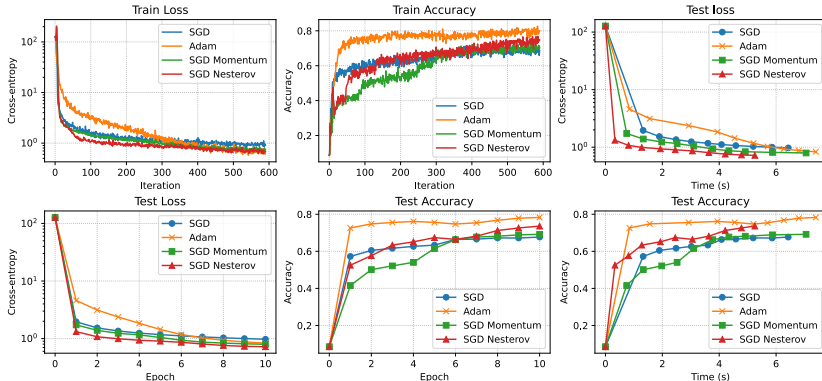 Train Loss
Cross-entropy
10²
10¹
10⁰
0 100 200 300 400 500 600
Iteration
SGD
Adam
SGD Momentum
SGD Nesterov
Train Accuracy
Accuracy
0.8
0.6
0.4
0.2
0 100 200 300 400 500 600
Iteration
SGD
Adam
SGD Momentum
SGD Nesterov
Test loss
Cross-entropy
10²
10¹
10⁰
0 2 4 6
Time (s)
SGD
Adam
SGD Momentum
SGD Nesterov
Test Loss
Cross-entropy
10²
10¹
10⁰
0 2 4 6 8 10
Epoch
SGD
Adam
SGD Momentum
SGD Nesterov
Test Accuracy
Accuracy
0.8
0.6
0.4
0.2
0 2 4 6 8 10
Epoch
SGD
Adam
SGD Momentum
SGD Nesterov
Test Accuracy
Accuracy
0.8
0.6
0.4
0.2
0 2 4 6
Time (s)
SGD
Adam
SGD Momentum
SGD Nesterov